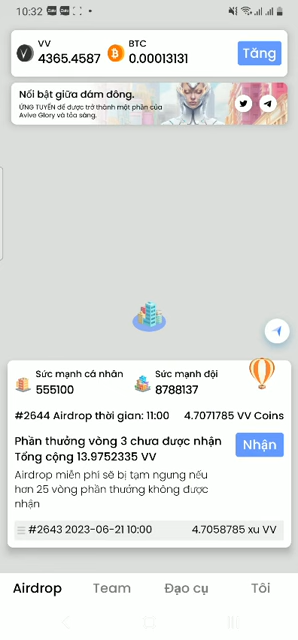 10:32
VV
4365.4587
BTC
0.00013131
Tăng
Nổi bật giữa đám đông.
ỨNG TUYỂN để được trở thành một phần của
Avive Glory và tỏa sáng.
Sức mạnh cá nhân
555100
Sức mạnh đội
8788137
#2644 Airdrop thời gian: 11:00
4.7071785 VV Coins
Phần thưởng vòng 3 chưa được nhận
Tổng cộng 13.9752335 VV
Nhận
Airdrop miễn phí sẽ bị tạm ngưng nếu
hơn 25 vòng phần thưởng không được
nhận
#2643 2023-06-21 10:00
4.7058785 xu VV
Airdrop
Team
Đạo cụ
Tôi